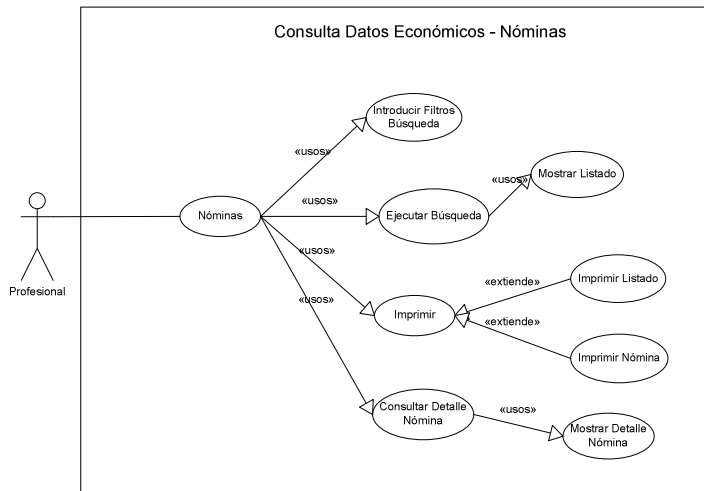 Consulta Datos Económicos - Nóminas
Introducir Filtros
Búsqueda
«usos»
«usos»
Mostrar Listado
«usos»
Nóminas
Ejecutar Búsqueda
«usos»
«usos»
Profesional
Imprimir
«extiende»
Imprimir Listado
«extiende»
Imprimir Nómina
Consultar Detalle
Nómina
«usos»
Mostrar Detalle
Nómina